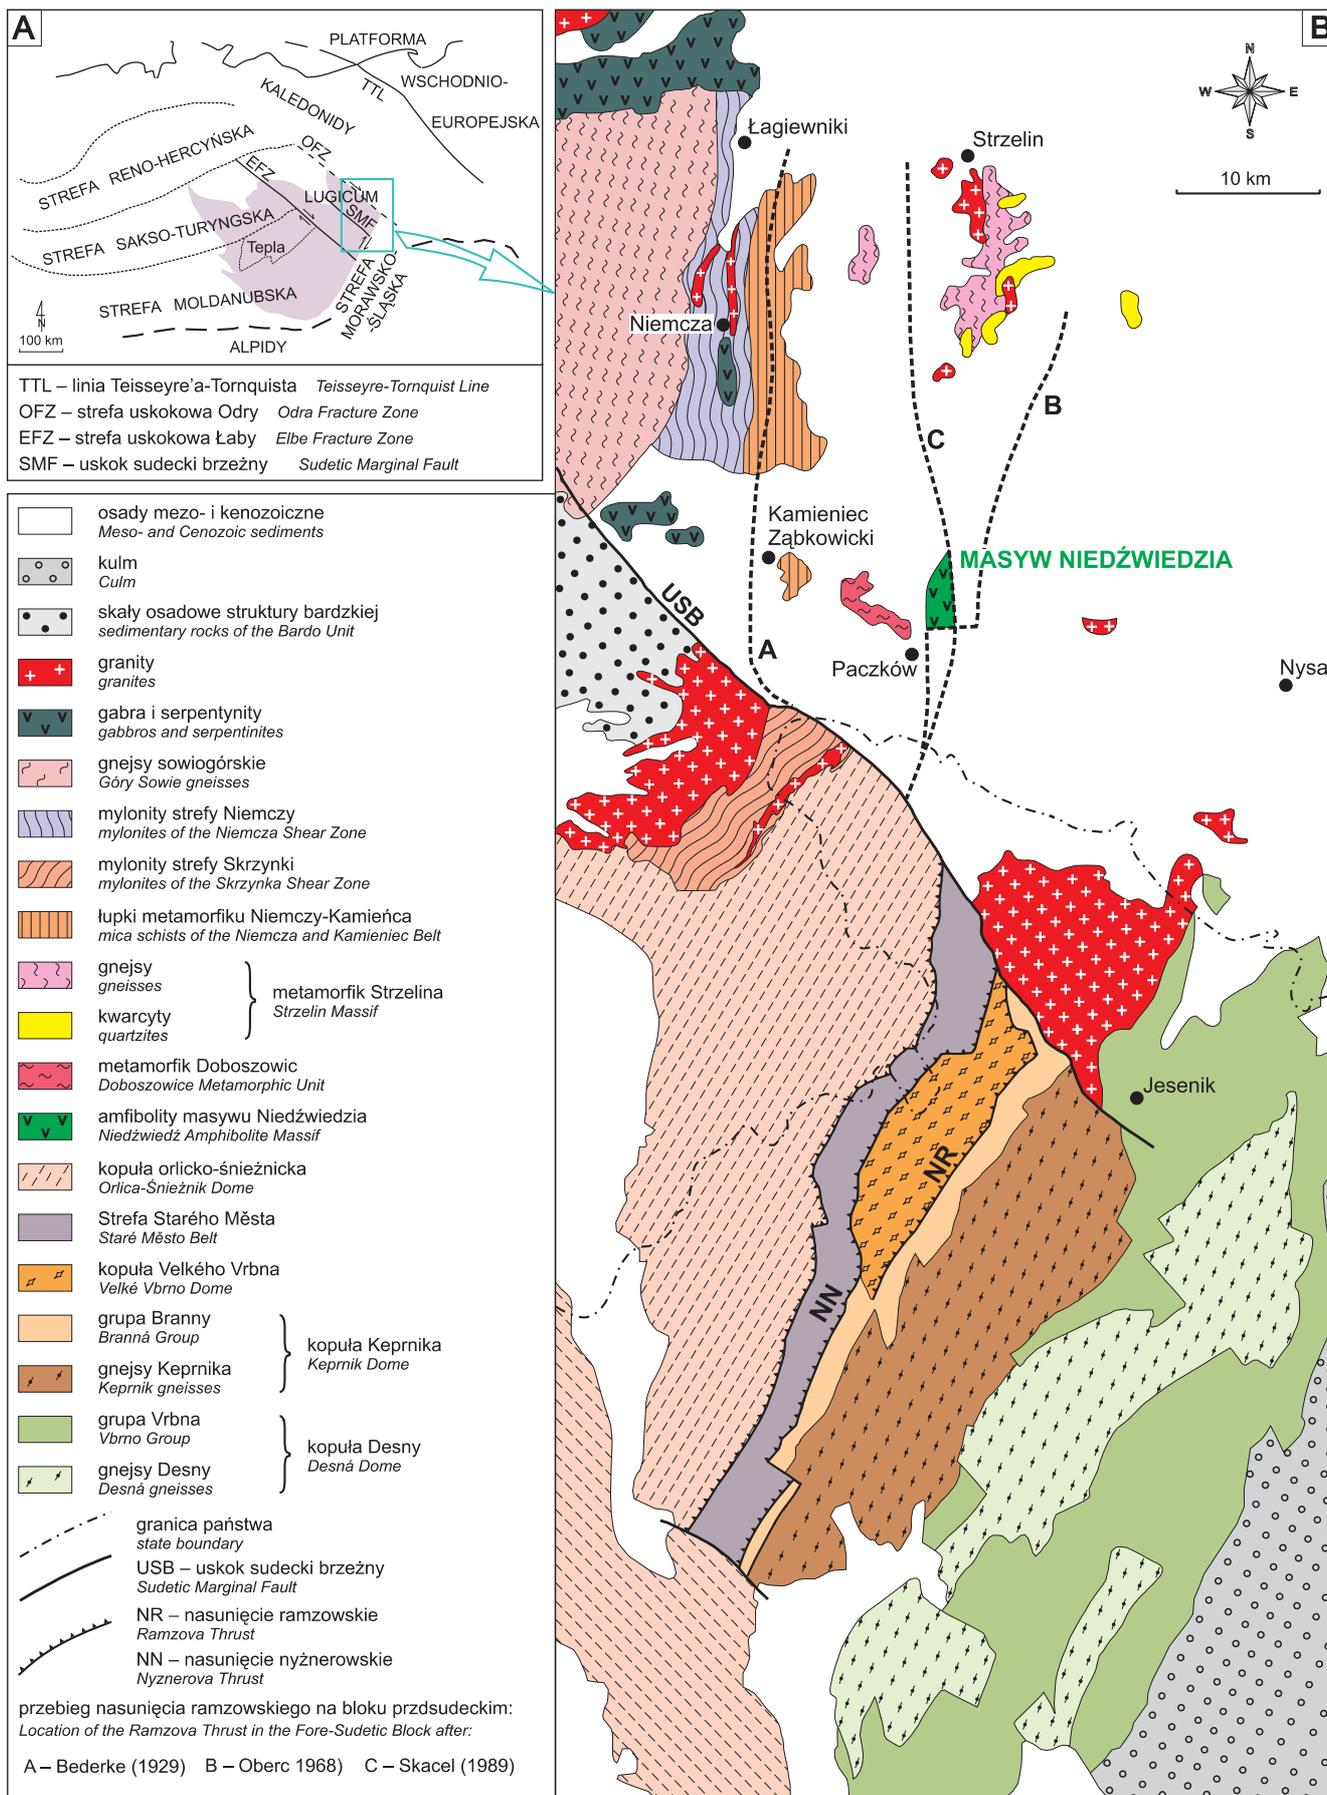 A
PLATFORMA
WSCHODNIO-
EUROPEJSKA
TTL
KALEDONIDY
OFZ
EFZ
STREFA RENO-HERCYŃSKA
LUGICUM
SMF
STREFA SAKSO-TURYNGSKA
Tepla
STREFA MOLDANUBSKA
STREFA
MORAWSKO-
-ŚLĄSKA
N
100 km
ALPIDY
TTL – linia Teisseyre'a-Tornquista Teisseyre-Tornquist Line
OFZ – strefa uskokowa Odry Odra Fracture Zone
EFZ – strefa uskokowa Łaby Elbe Fracture Zone
SMF – uskok sudecki brzeżny Sudetic Marginal Fault
osady mezo- i kenozoiczne
Meso- and Cenozoic sediments
kulm
Culm
skały osadowe struktury bardzkiej
sedimentary rocks of the Bardo Unit
granity
granites
gabra i serpentynity
gabbros and serpentinites
gnejsy sowiogórskie
Góry Sowie gneisses
mylonity strefy Niemczy
mylonites of the Niemcza Shear Zone
mylonity strefy Skrzynki
mylonites of the Skrzynka Shear Zone
łupki metamorfiku Niemczy-Kamieńca
mica schists of the Niemcza and Kamieniec Belt
gnejsy
gneisses
kwarcyty
quartzites
metamorfik Strzelina
Strzelin Massif
metamorfik Doboszowic
Doboszowice Metamorphic Unit
amfibolity masywu Niedźwiedzia
Niedźwiedź Amphibolite Massif
kopuła orlicko-śnieżnicka
Orlica-Śnieżnik Dome
Strefa Starého Města
Staré Město Belt
kopuła Velkého Vrbna
Velké Vbrno Dome
grupa Branny
Branná Group
gnejsy Keprnika
Keprnik gneisses
kopuła Keprnika
Keprnik Dome
grupa Vrbna
Vbrno Group
gnejsy Desny
Desná gneisses
kopuła Desny
Desná Dome
granica państwa
state boundary
USB – uskok sudecki brzeżny
Sudetic Marginal Fault
NR – nasunięcie ramzowskie
Ramzova Thrust
NN – nasunięcie nyżnerowskie
Nyznerova Thrust
przebieg nasunięcia ramzowskiego na bloku przdsudeckim:
Location of the Ramzova Thrust in the Fore-Sudetic Block after:
A – Bederke (1929) B – Oberc 1968) C – Skacel (1989)
B
N
W E
S
10 km
Łagiewniki
Strzelin
Niemcza
B
C
Kamieniec
Ząbkowicki
MASYW NIEDŹWIEDZIA
USB
A
Paczków
Nysa
Jesenik
NR
NN